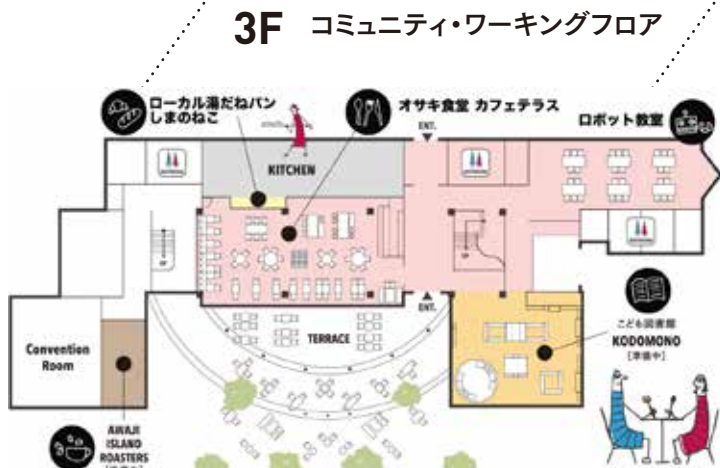 3F コミュニティ・ワーキングフロア
ローカル湯だねパン
しまのねこ
オサキ食堂 カフェテラス
ロボット教室
ENT.
KITCHEN
UP
ENT.
TERRACE
こども図書館
KODOMONO
[準備中]
Convention
Room
AWAJI
ISLAND
ROASTERS